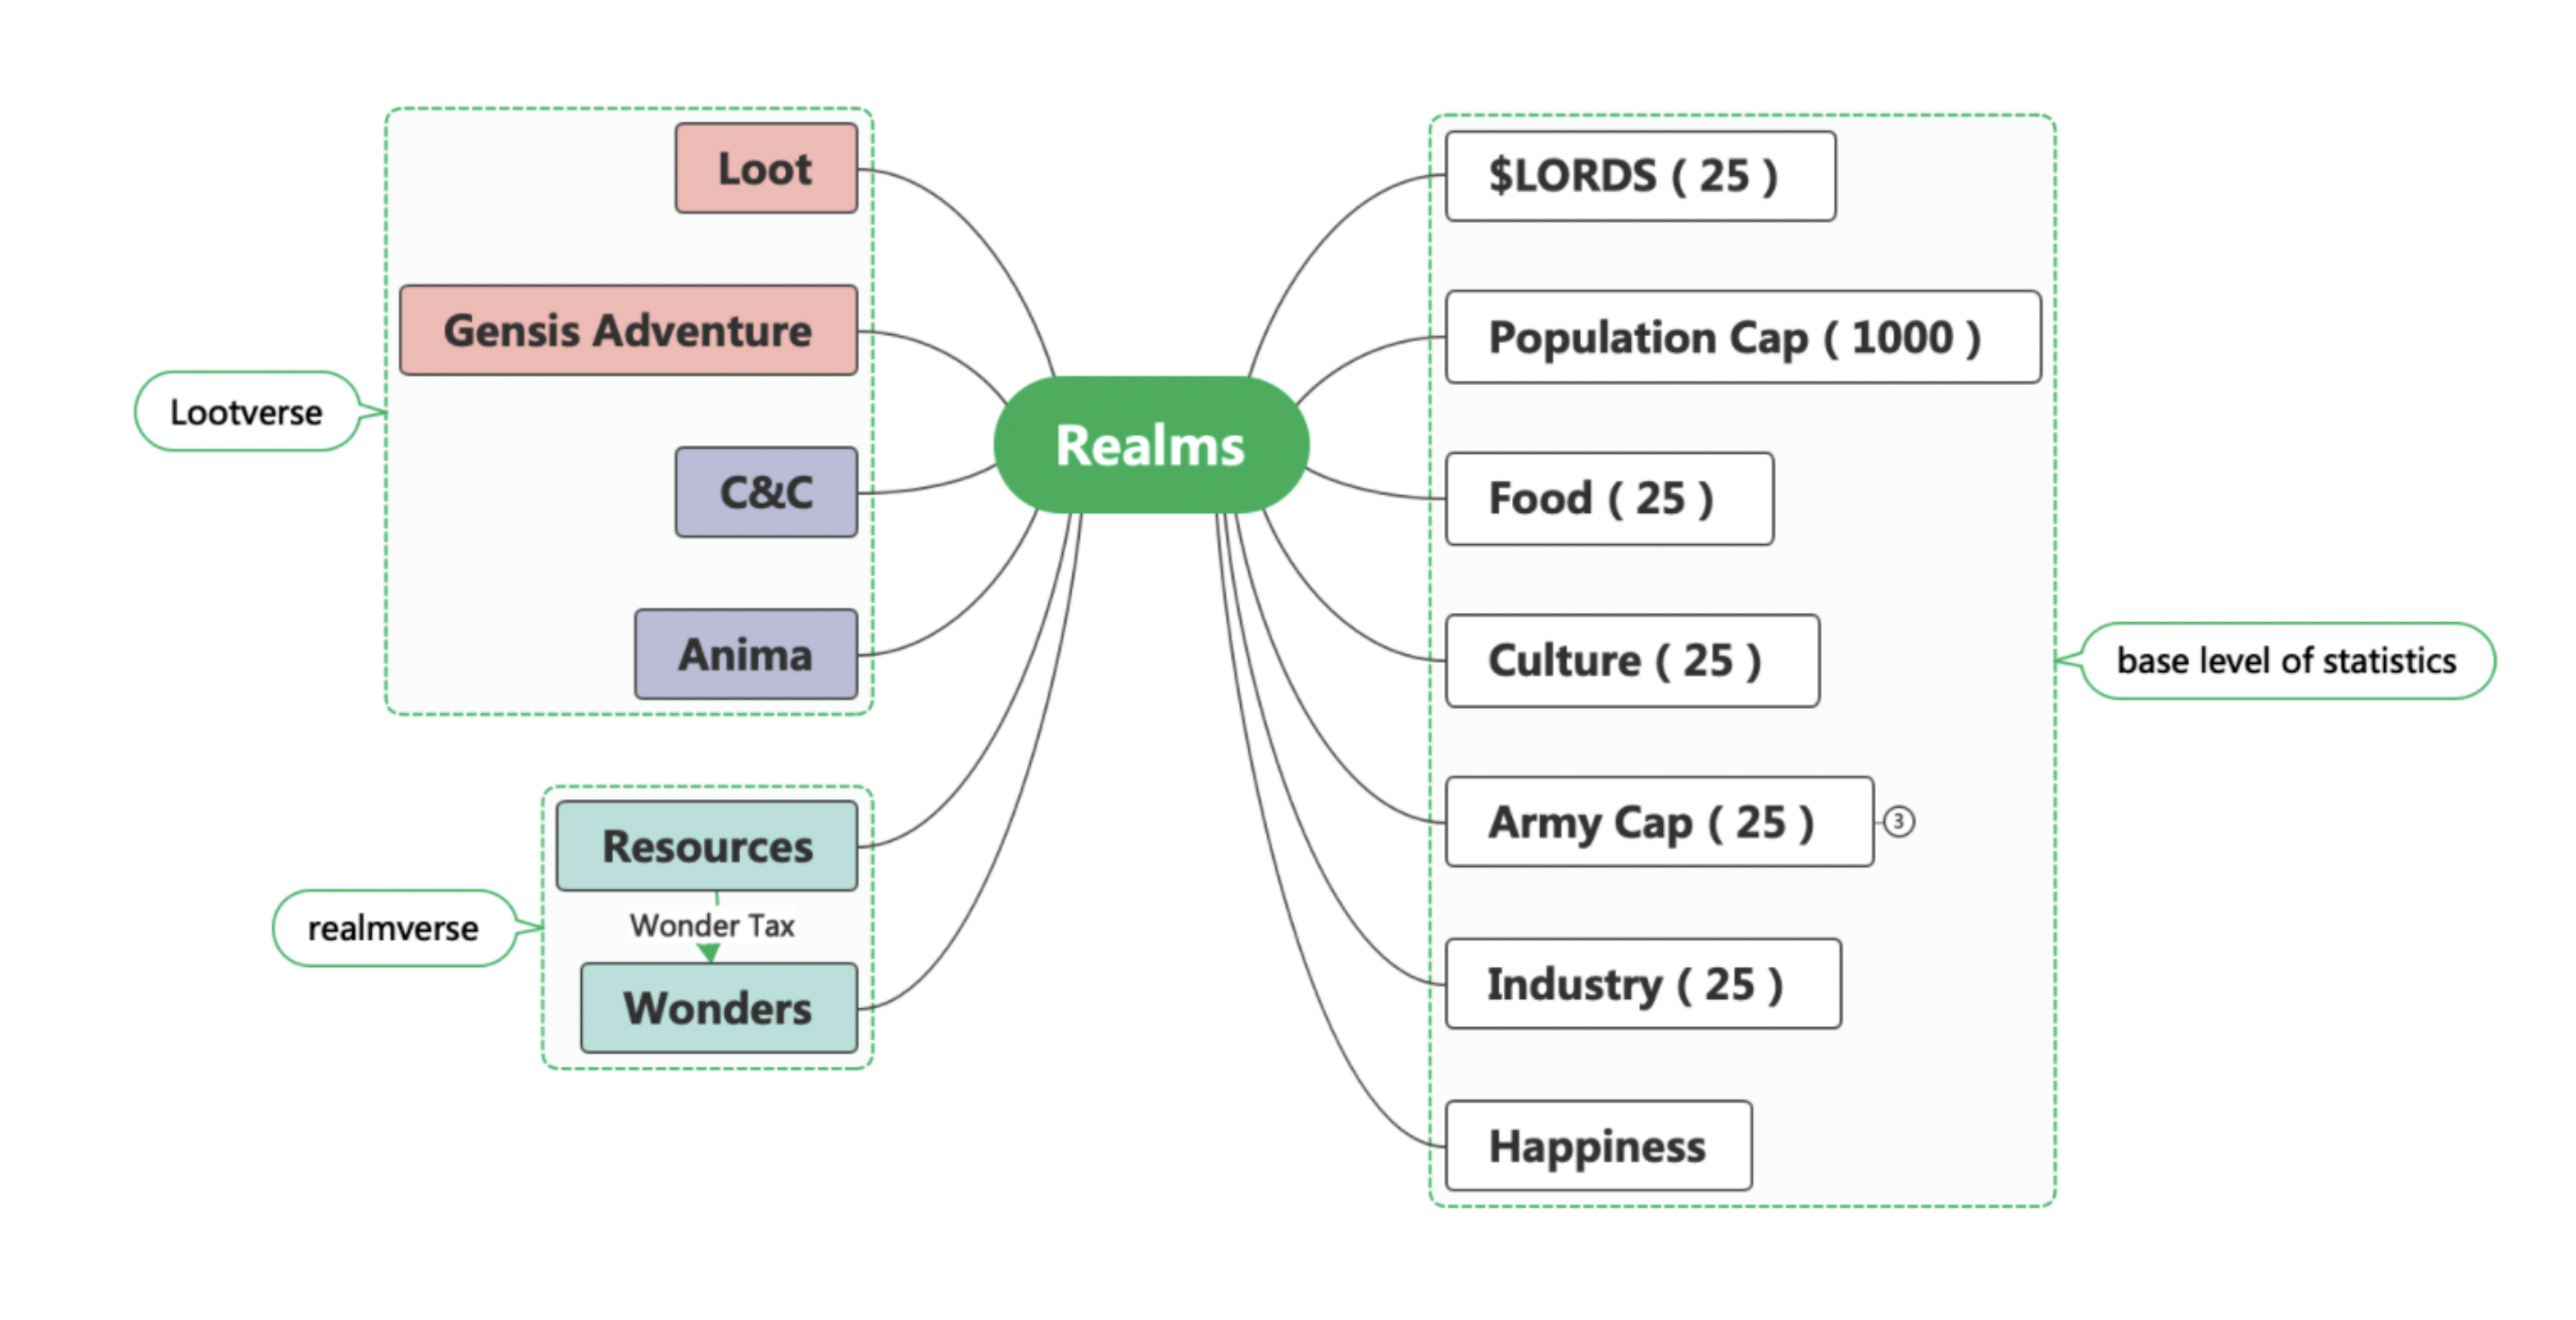 Loot
Gensis Adventure
C&C
Anima
Lootverse
Resources
Wonder Tax
Wonders
realmverse
Realms
$LORDS ( 25 )
Population Cap ( 1000 )
Food ( 25 )
Culture ( 25 )
Army Cap ( 25 )
3
Industry ( 25 )
Happiness
base level of statistics